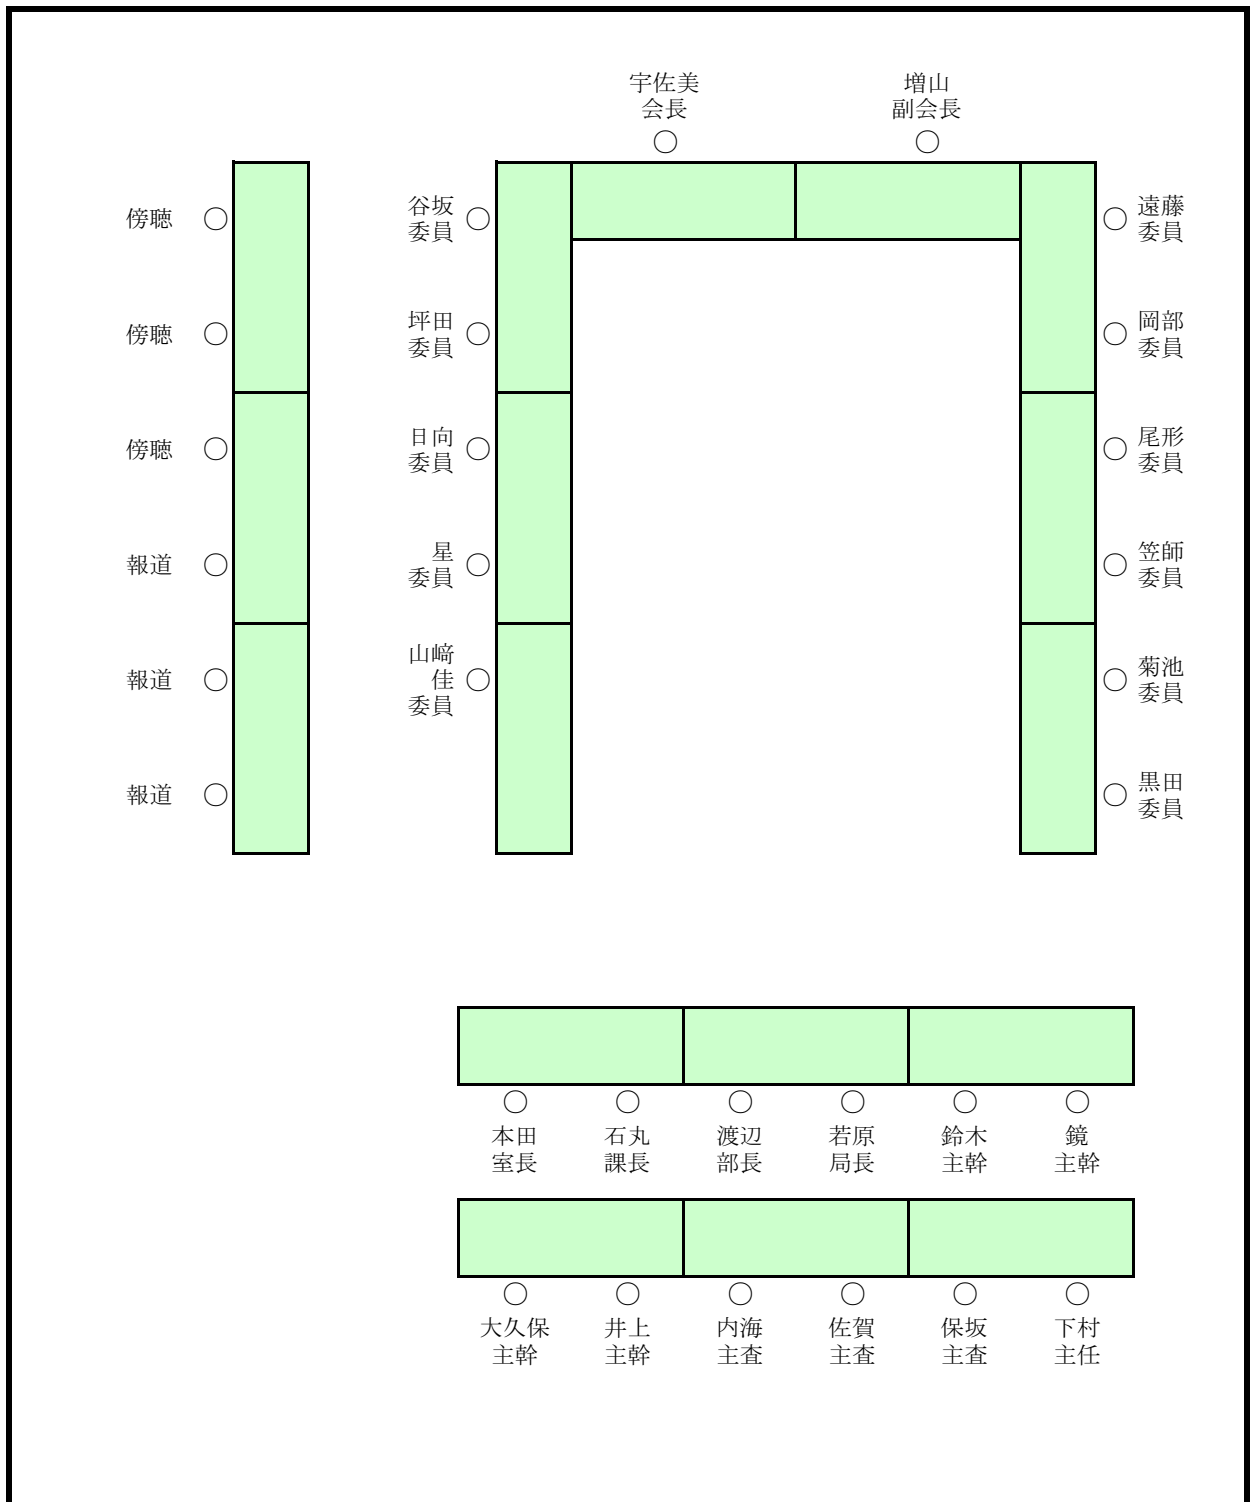 宇佐美
会長
○
増山
副会長
○
傍聴 ○
谷坂
委員
○
○
遠藤
委員
傍聴 ○
坪田
委員
○
○
岡部
委員
傍聴 ○
日向
委員
○
○
尾形
委員
報道 ○
星
委員
○
○
笠師
委員
報道 ○
山﨑
佳
委員
○
○
菊池
委員
報道 ○
○
黒田
委員
○ ○ ○ ○ ○ ○
本田 石丸 渡辺 若原 鈴木 鏡
室長 課長 部長 局長 主幹 主幹
○ ○ ○ ○ ○ ○
大久保 井上 内海 佐賀 保坂 下村
主幹 主幹 主査 主査 主査 主任